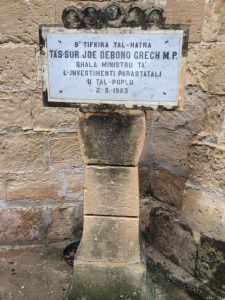 B' TIFKIRA TAL-HATRA
TAS-SUR JOE DEBONO GRECH M.P.
BHALA MINISTRU TA'
L-INVESTIMENTI PARASTATALI
U TAL-POPLU
2-5-1983